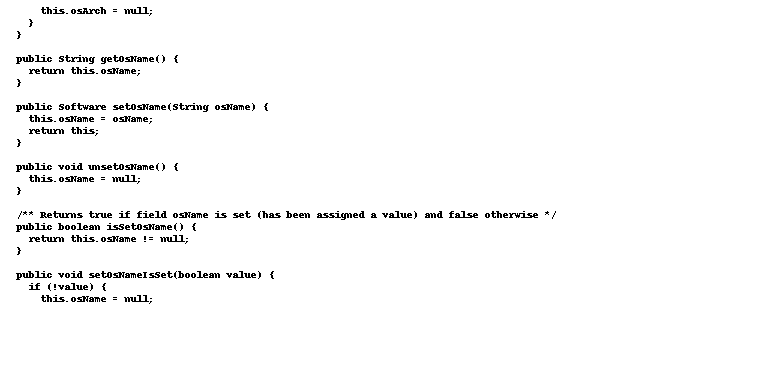 this.osArch = null;
  }
}

public String getOsName() {
  return this.osName;
}

public Software setOsName(String osName) {
  this.osName = osName;
  return this;
}

public void unsetOsName() {
  this.osName = null;
}

/** Returns true if field osName is set (has been assigned a value) and false otherwise */
public boolean isSetOsName() {
  return this.osName != null;
}

public void setOsNameIsSet(boolean value) {
  if (!value) {
    this.osName = null;